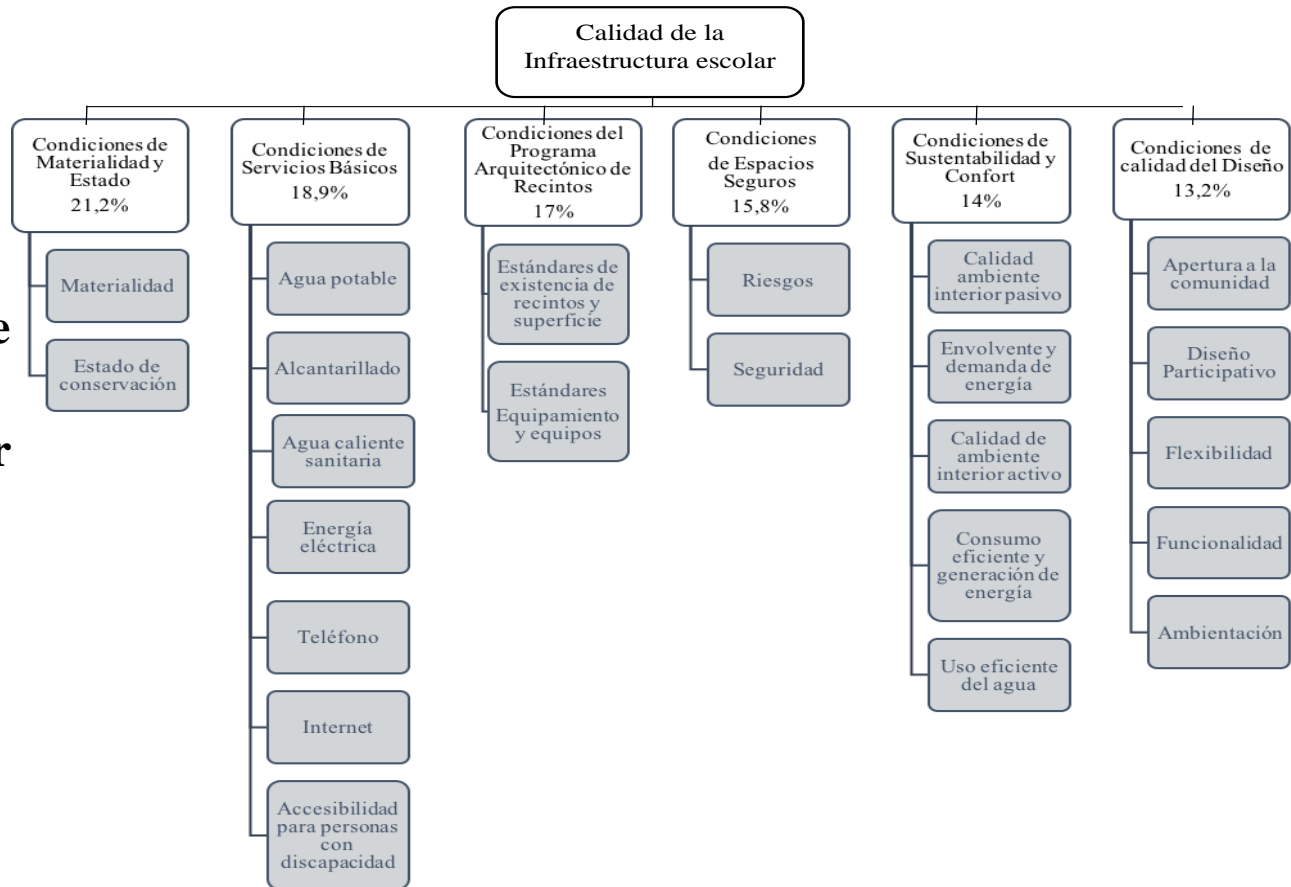 Calidad de la
Infraestructura escolar
Condiciones de
Materialidad y
Estado
21,2%
Materialidad
Estado de
conservación
Condiciones de
Servicios Básicos
18,9%
Agua potable
Alcantarillado
Agua caliente
sanitaria
Energía
eléctrica
Teléfono
Internet
Accesibilidad
para personas
con
discapacidad
Condiciones del
Programa
Arquitectónico de
Recintos
17%
Estándares de
existencia de
recintos y
superficie
Estándares
Equipamiento
y equipos
Condiciones
de Espacios
Seguros
15,8%
Riesgos
Seguridad
Condiciones de
Sustentabilidad y
Confort
14%
Calidad
ambiente
interior pasivo
Envolvente y
demanda de
energía
Calidad de
ambiente
interior activo
Consumo
eficiente y
generación de
energía
Uso eficiente
del agua
Condiciones de
calidad del Diseño
13,2%
Apertura a la
comunidad
Diseño
Participativo
Flexibilidad
Funcionalidad
Ambientación